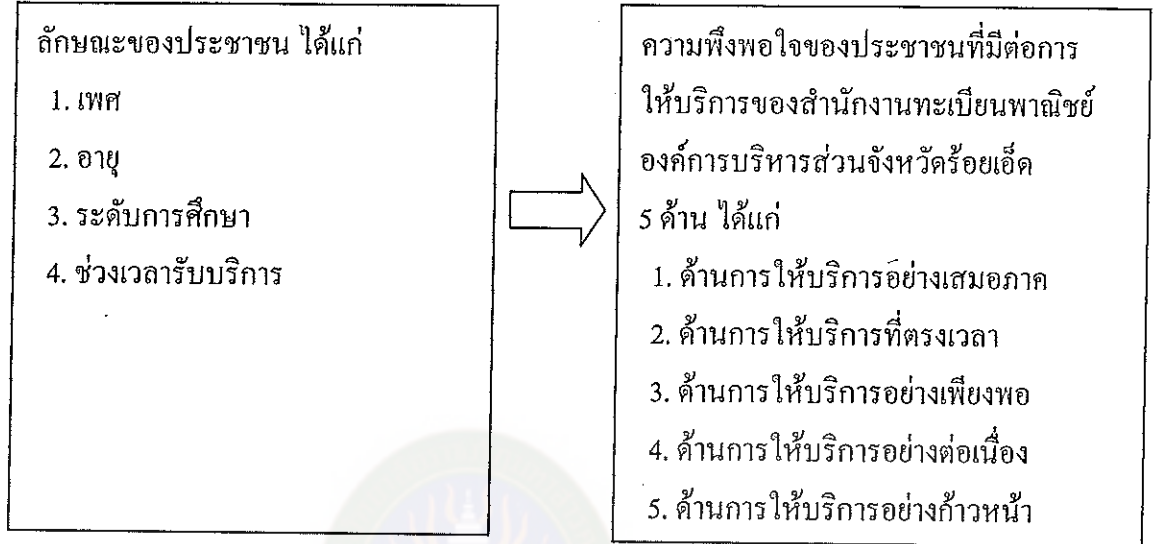 ลักษณะของประชาชน ได้แก่
1. เพศ
2. อายุ
3. ระดับการศึกษา
4. ช่วงเวลารับบริการ
ความพึงพอใจของประชาชนที่มีต่อการ
ให้บริการของสำนักงานทะเบียนพาณิชย์
องค์การบริหารส่วนจังหวัดร้อยเอ็ด
5 ด้าน ได้แก่
1. ด้านการให้บริการอย่างเสมอภาค
2. ด้านการให้บริการที่ตรงเวลา
3. ด้านการให้บริการอย่างเพียงพอ
4. ด้านการให้บริการอย่างต่อเนื่อง
5. ด้านการให้บริการอย่างก้าวหน้า